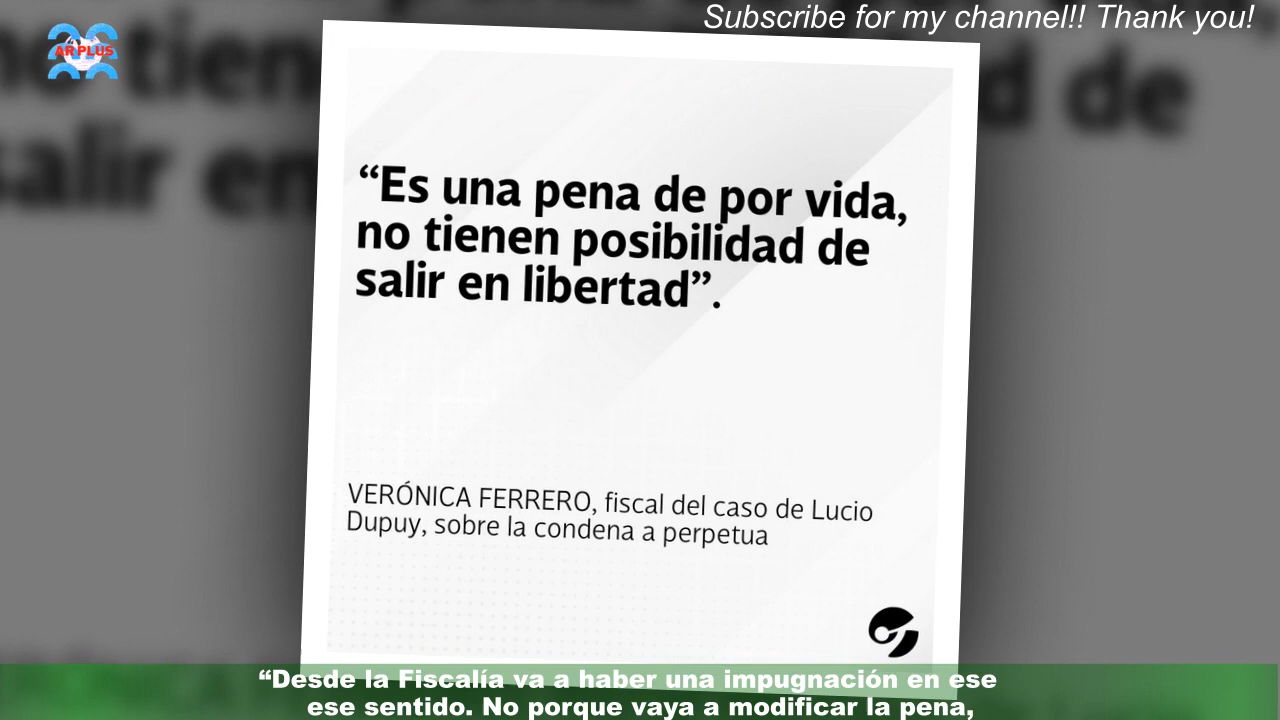 Subscribe for my channel!! Thank you!
AR PLUS
“Es una pena de por vida,
no tienen posibilidad de
salir en libertad”.
VERÓNICA FERRERO, fiscal del caso de Lucio
Dupuy, sobre la condena a perpetua
“Desde la Fiscalía va a haber una impugnación en ese
ese sentido. No porque vaya a modificar la pena,